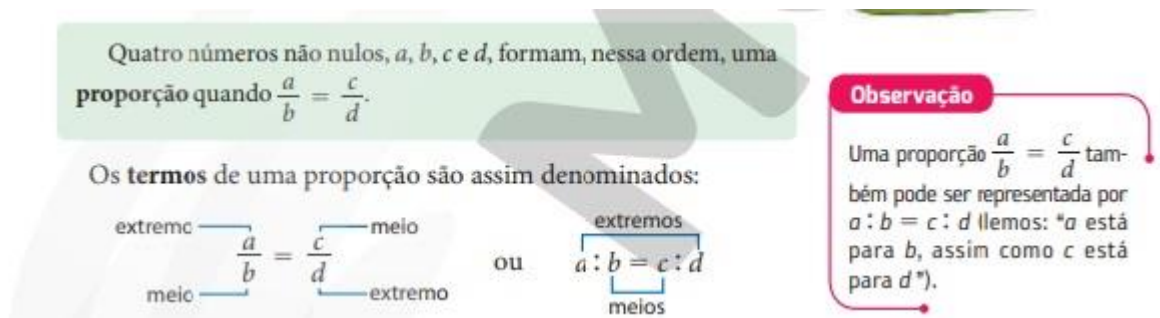 Quatro números não nulos, a, b, c e d, formam, nessa ordem, uma
proporção quando a/b = c/d.
Os termos de uma proporção são assim denominados:
extremo
meio
a/b = c/d
meio
extremo
ou
extremos
a : b = c : d
meios
Observação
Uma proporção a/b = c/d tam-
bém pode ser representada por
a : b = c : d (lemos: "a está
para b, assim como c está
para d").